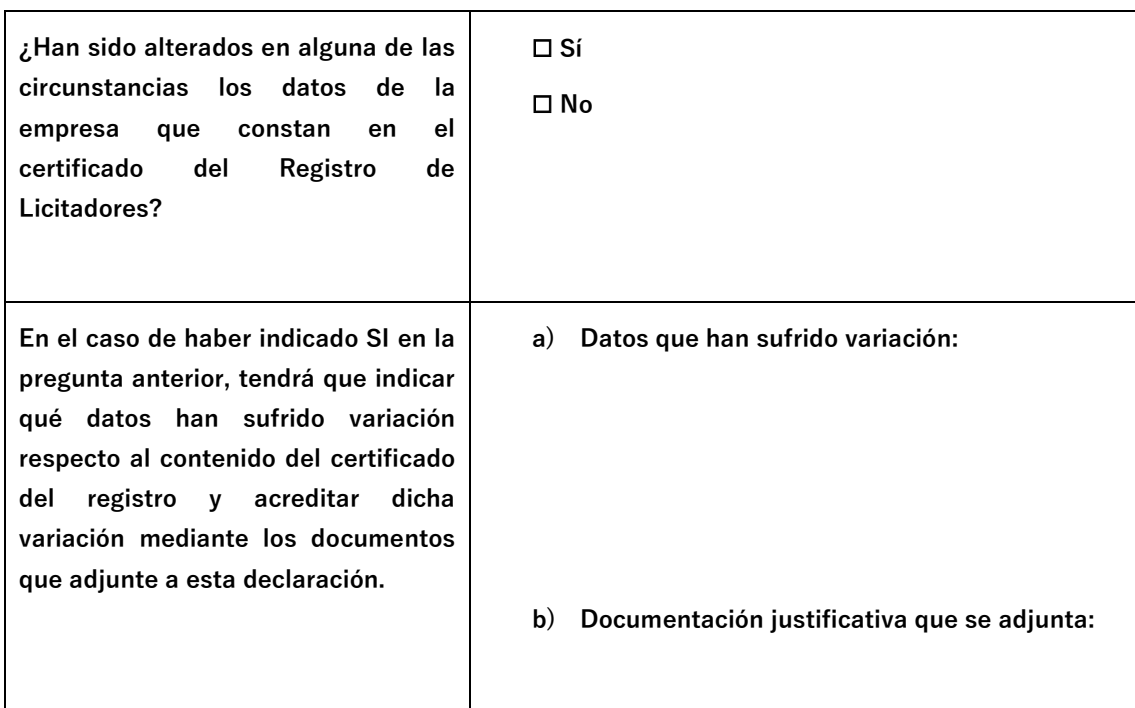 ¿Han sido alterados en alguna de las
circunstancias los datos de la
empresa que constan en el
certificado del Registro de
Licitadores?
☐ Sí
☐ No
En el caso de haber indicado SI en la
pregunta anterior, tendrá que indicar
qué datos han sufrido variación
respecto al contenido del certificado
del registro y acreditar dicha
variación mediante los documentos
que adjunte a esta declaración.
a) Datos que han sufrido variación:
b) Documentación justificativa que se adjunta: